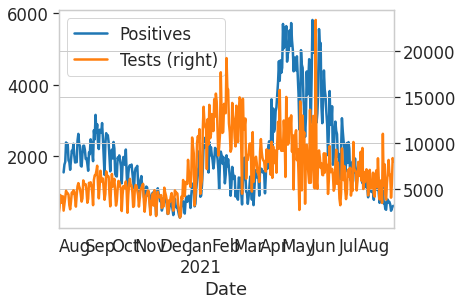 6000
4000
2000
Positives
Tests (right)
20000
15000
10000
5000
Aug Sep Oct Nov Dec Jan Feb Mar Apr May Jun Jul Aug
2021
Date